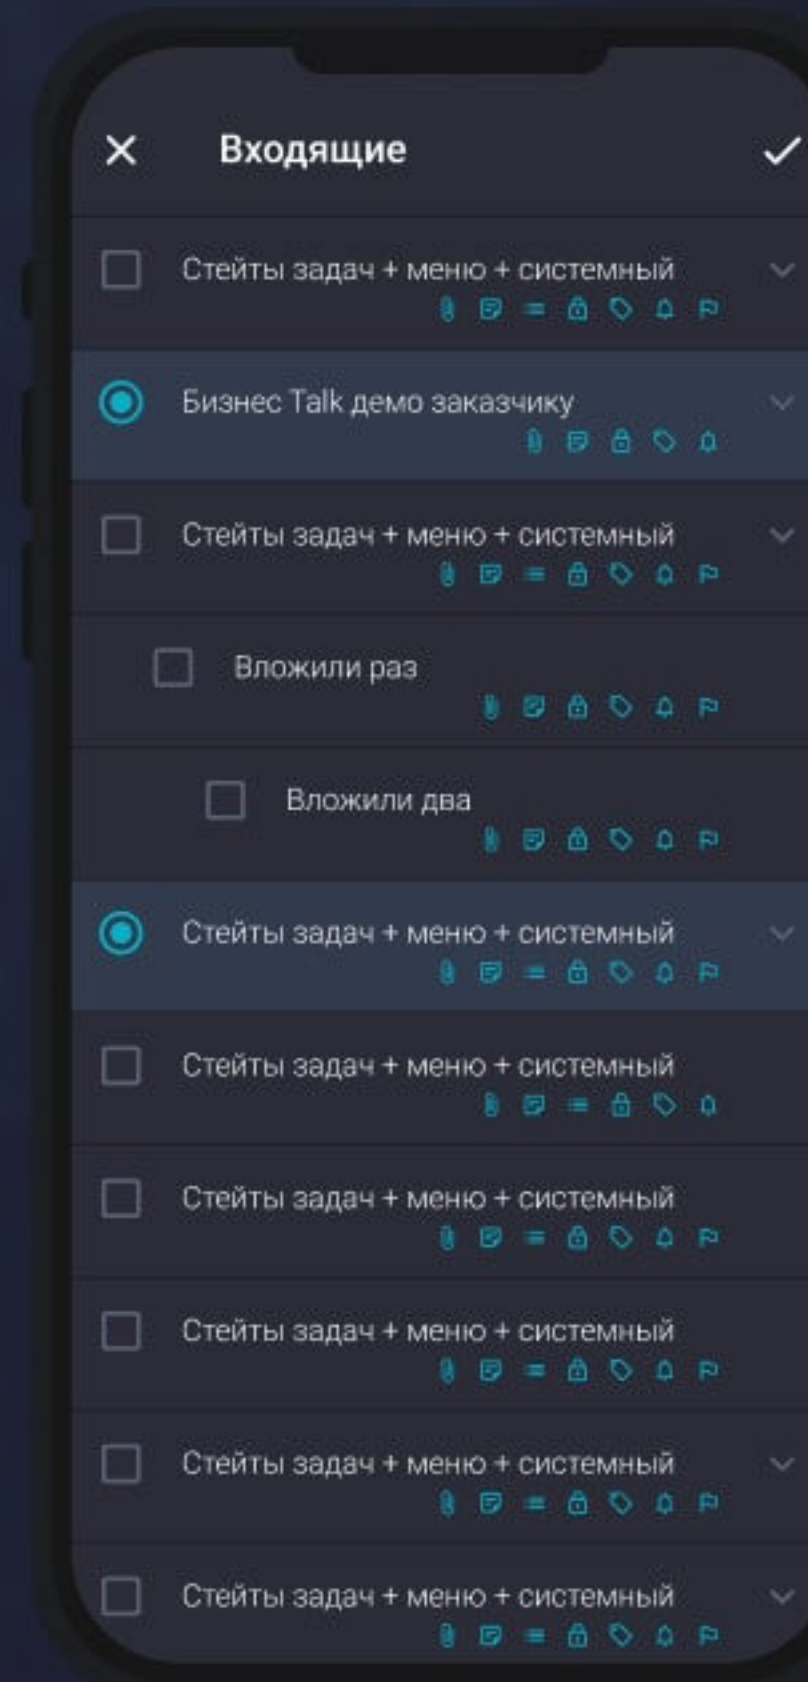 Входящие
Стейты задач + меню + системный
Бизнес Talk демо заказчику
Стейты задач + меню + системный
Вложили раз
Вложили два
Стейты задач + меню + системный
Стейты задач + меню + системный
Стейты задач + меню + системный
Стейты задач + меню + системный
Стейты задач + меню + системный
Стейты задач + меню + системный